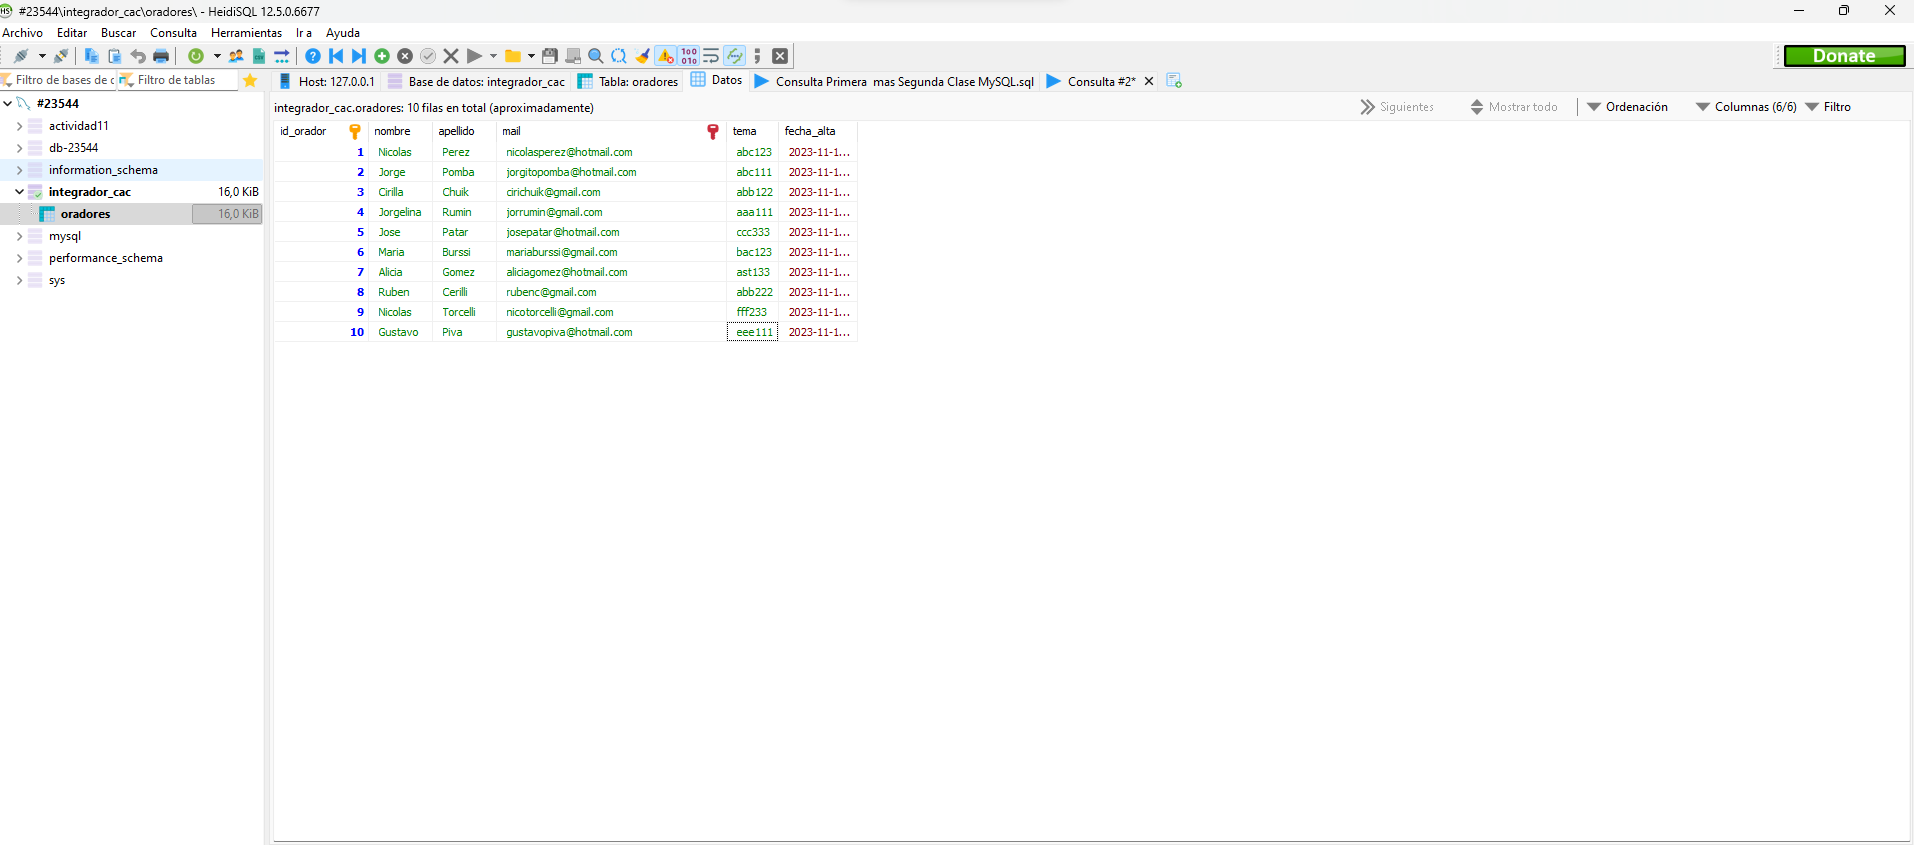 #23544\integrador_cac\oradores\ - HeidiSQL 12.5.0.6677
Archivo Editar Buscar Consulta Herramientas Ir a Ayuda
Donate
Filtro de bases de c Filtro de tablas
Host: 127.0.0.1 Base de datos: integrador_cac Tabla: oradores Datos Consulta Primera mas Segunda Clase MySQL.sql Consulta #2*
#23544
actividad11
db-23544
information_schema
integrador_cac 16,0 KiB
oradores 16,0 KiB
mysql
performance_schema
sys
integrador_cac.oradores: 10 filas en total (aproximadamente) Siguientes Mostrar todo Ordenación Columnas (6/6) Filtro
id_orador nombre apellido mail tema fecha_alta
1 Nicolas Perez nicolasperez@hotmail.com abc123 2023-11-1...
2 Jorge Pomba jorgitopomba@hotmail.com abc111 2023-11-1...
3 Cirilla Chuik cirichuik@gmail.com abb122 2023-11-1...
4 Jorgelina Rumin jorrumin@gmail.com aaa111 2023-11-1...
5 Jose Patar josepatar@hotmail.com ccc333 2023-11-1...
6 Maria Burssi mariaburssi@gmail.com bac123 2023-11-1...
7 Alicia Gomez aliciagomez@hotmail.com ast133 2023-11-1...
8 Ruben Cerilli rubenc@gmail.com abb222 2023-11-1...
9 Nicolas Torcelli nicotorcelli@gmail.com fff233 2023-11-1...
10 Gustavo Piva gustavopiva@hotmail.com eee111 2023-11-1...